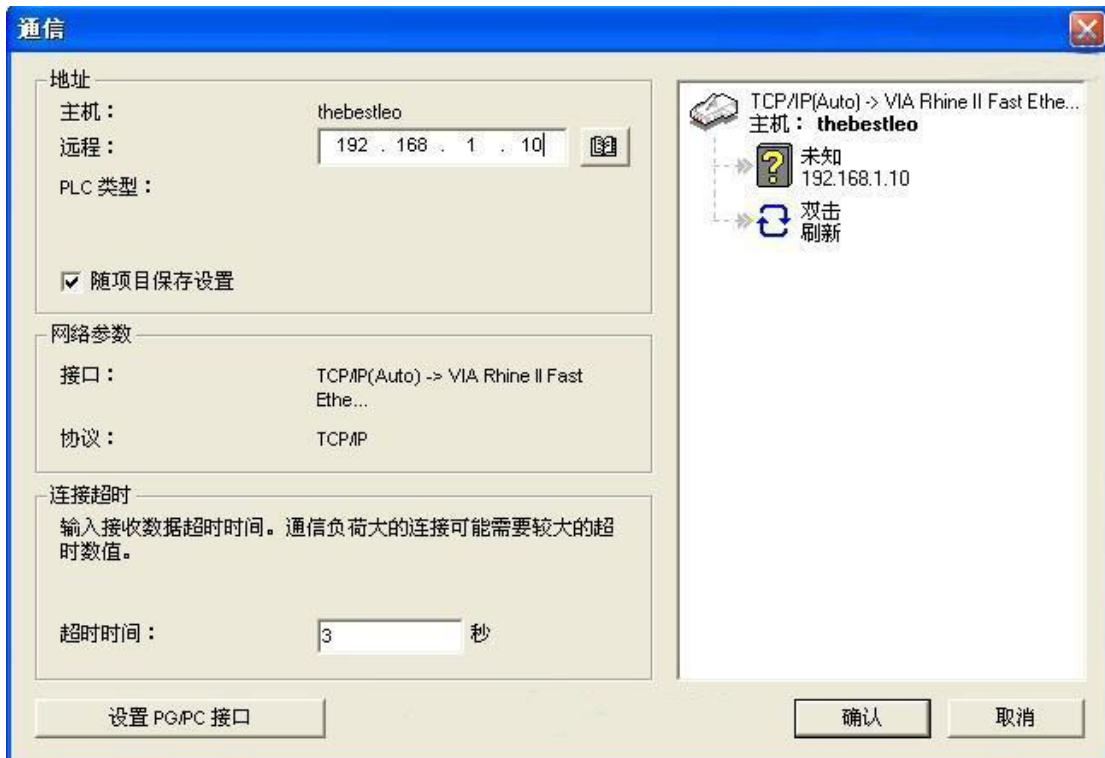 通信
地址
主机： thebestleo
远程： 192 . 168 . 1 . 10
PLC 类型：
随项目保存设置
网络参数
接口： TCP/IP(Auto) -> VIA Rhine II Fast
Ethe...
协议： TCP/IP
连接超时
输入接收数据超时时间。通信负荷大的连接可能需要较大的超
时数值。
超时时间： 3 秒
设置 PG/PC 接口
TCP/IP(Auto) -> VIA Rhine II Fast Ethe...
主机： thebestleo
未知
192.168.1.10
双击
刷新
确认 取消